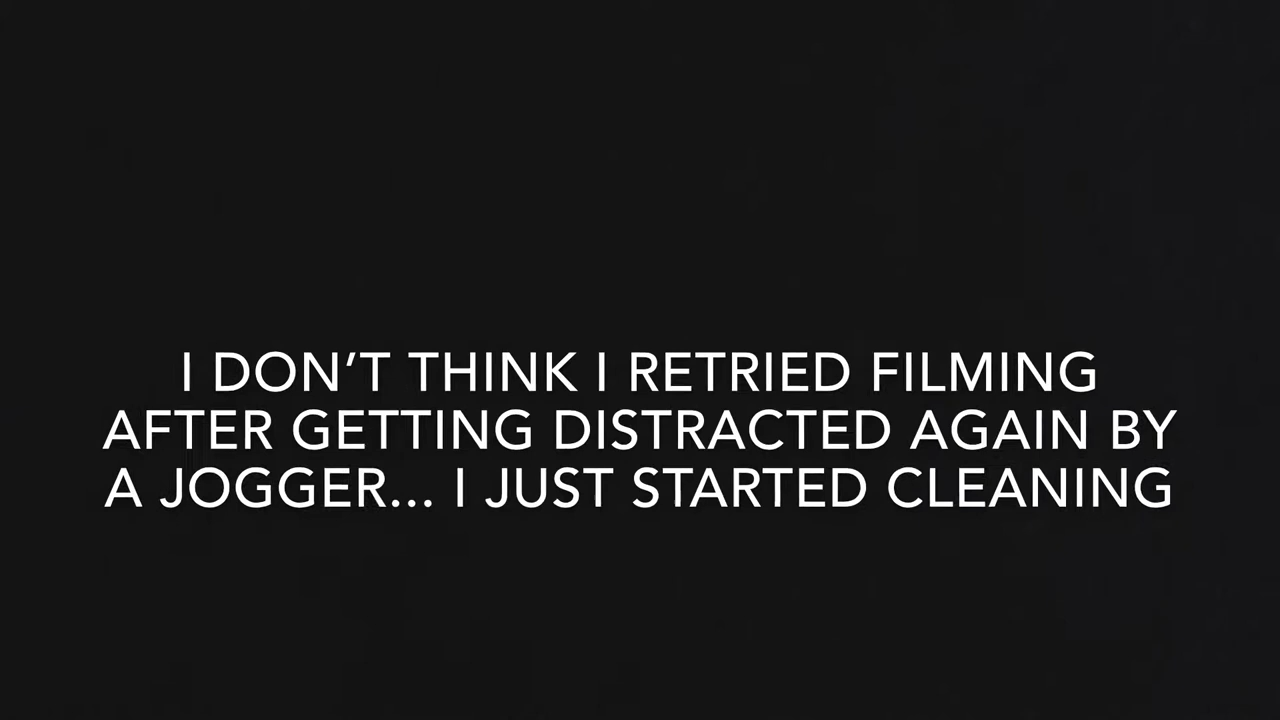 I DON’T THINK I RETRIED FILMING
AFTER GETTING DISTRACTED AGAIN BY
A JOGGER... I JUST STARTED CLEANING